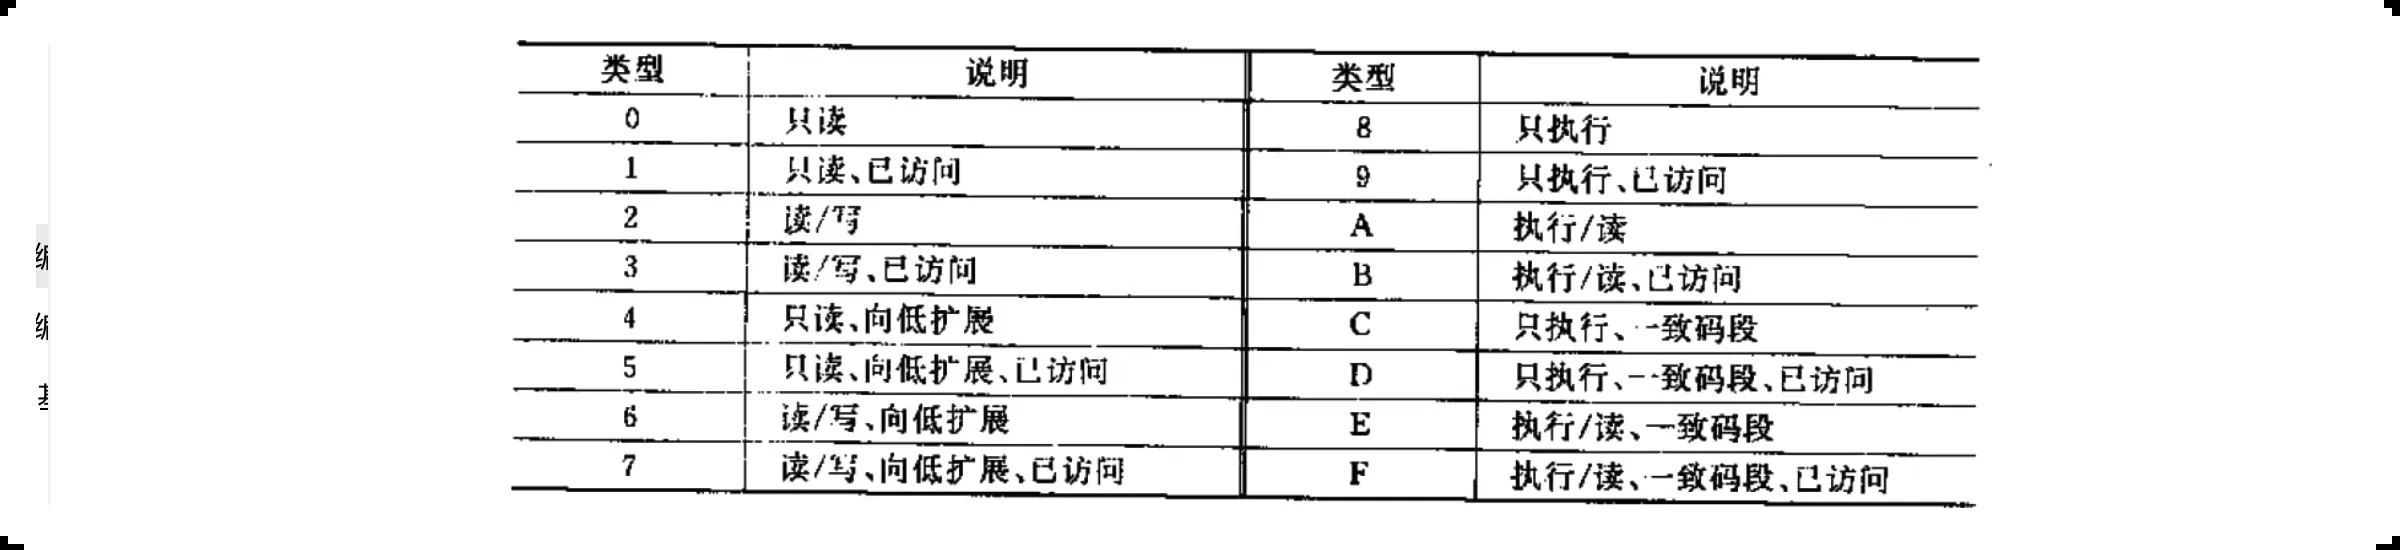 类型 说明 类型 说明
0 只读 8 只执行
1 只读、已访问 9 只执行、已访问
2 读/写 A 执行/读
3 读/写、已访问 B 执行/读、已访问
4 只读、向低扩展 C 只执行、一致码段
5 只读、向低扩展、已访问 D 只执行、一致码段、已访问
6 读/写、向低扩展 E 执行/读、一致码段
7 读/写、向低扩展、已访问 F 执行/读、一致码段、已访问